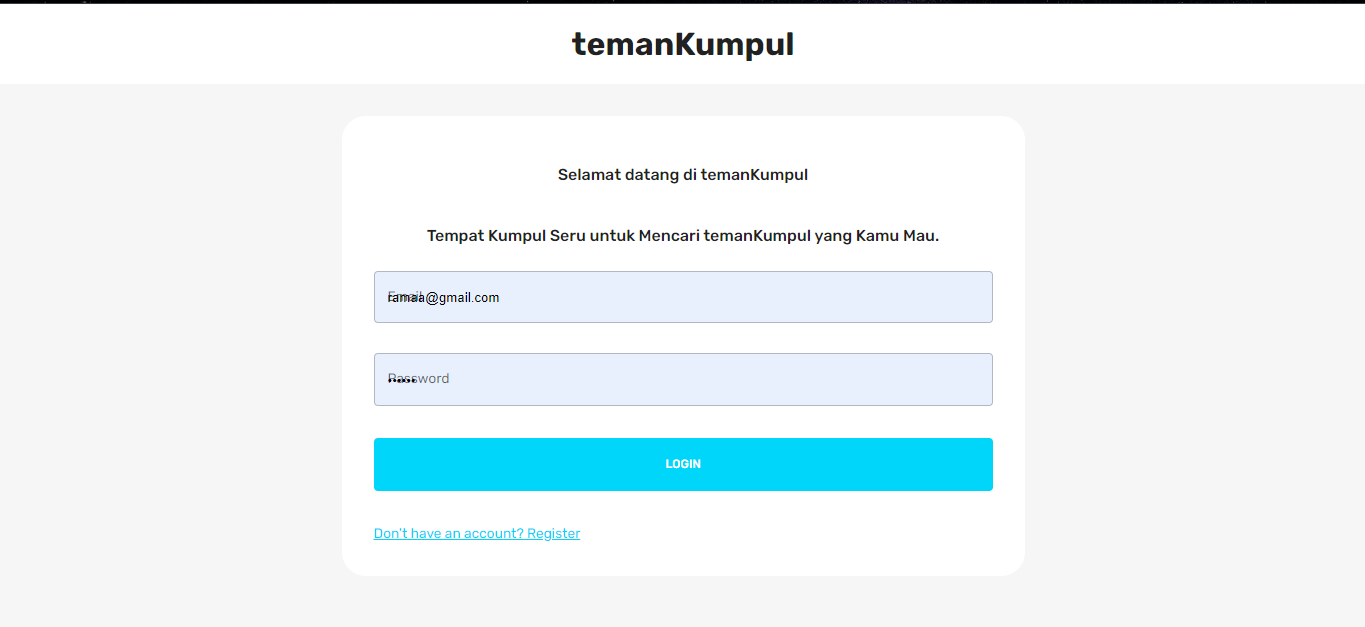 temanKumpul
Selamat datang di temanKumpul
Tempat Kumpul Seru untuk Mencari temanKumpul yang Kamu Mau.
Email
ramaa@gmail.com
Password
LOGIN
Don't have an account? Register